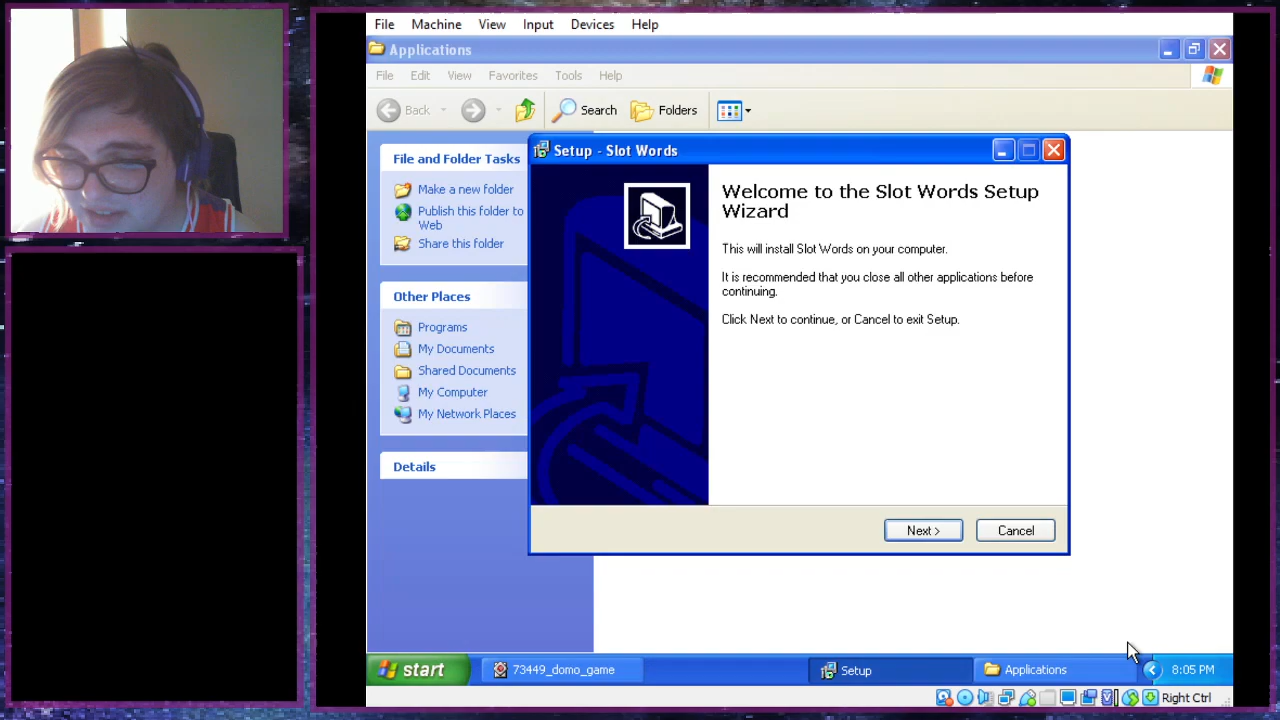 File Machine View Input Devices Help
Applications
File Edit View Favorites Tools Help
Back Search Folders
File and Folder Tasks
Make a new folder
Publish this folder to
Web
Share this folder
Other Places
Programs
My Documents
Shared Documents
My Computer
My Network Places
Details
Setup - Slot Words
Welcome to the Slot Words Setup
Wizard
This will install Slot Words on your computer.
It is recommended that you close all other applications before
continuing.
Click Next to continue, or Cancel to exit Setup.
Next > Cancel
start 73449_domo_game Setup Applications 8:05 PM
Right Ctrl